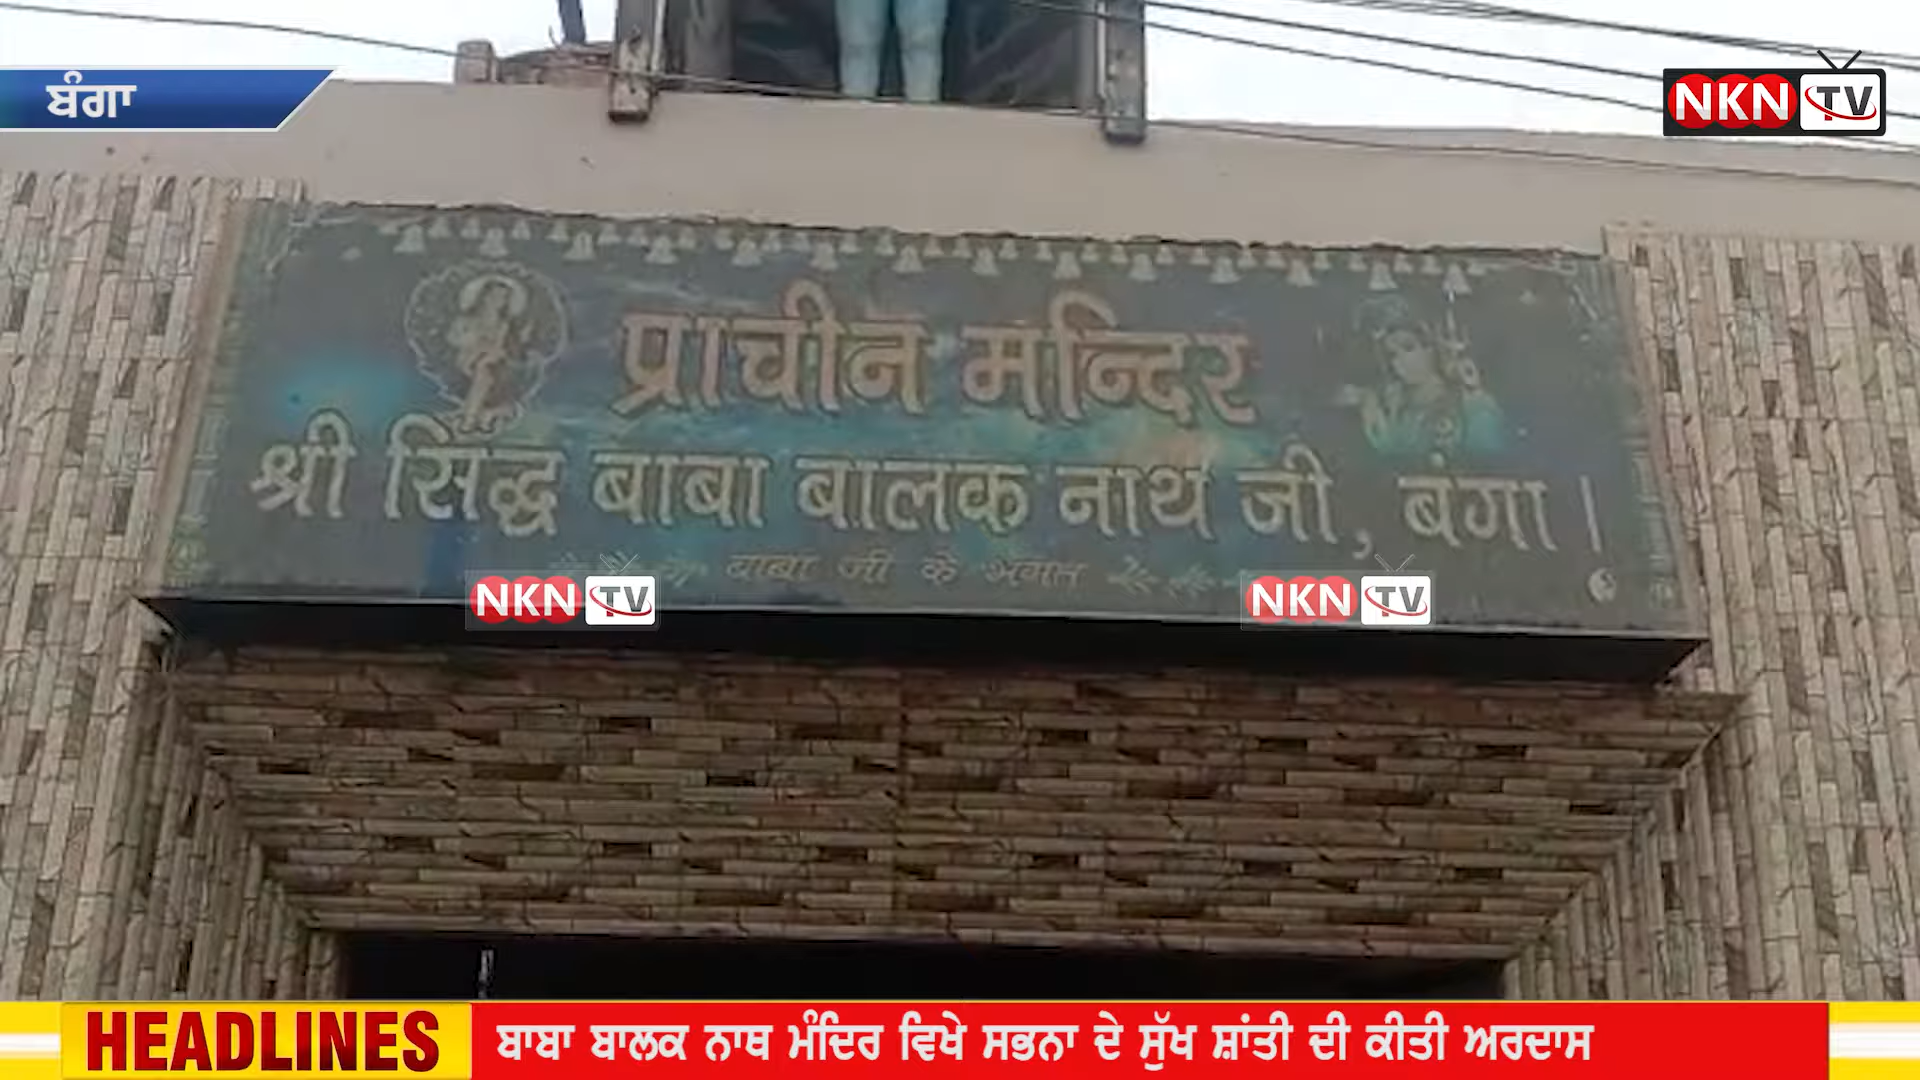 ਬੰਗਾ
NKN TV
प्राचीन मन्दिर
श्री सिद्ध बाबा बालक नाथ जी, बंगा।
बाबा जी के भगत
NKN TV
NKN TV
HEADLINES
ਬਾਬਾ ਬਾਲਕ ਨਾਥ ਮੰਦਿਰ ਵਿਖੇ ਸਭਨਾ ਦੇ ਸੁੱਖ ਸ਼ਾਂਤੀ ਦੀ ਕੀਤੀ ਅਰਦਾਸ